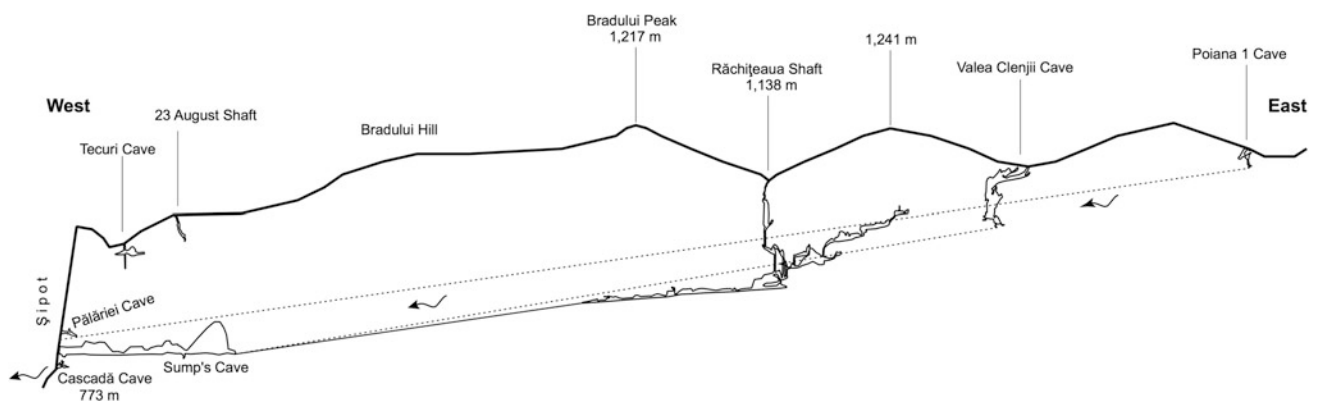 Bradului Peak
1,217 m
1,241 m
Răchiţeaua Shaft
1,138 m
Valea Clenjii Cave
Poiana 1 Cave
West
East
23 August Shaft
Bradului Hill
Tecuri Cave
Şipot
Pălăriei Cave
Sump's Cave
Cascadă Cave
773 m